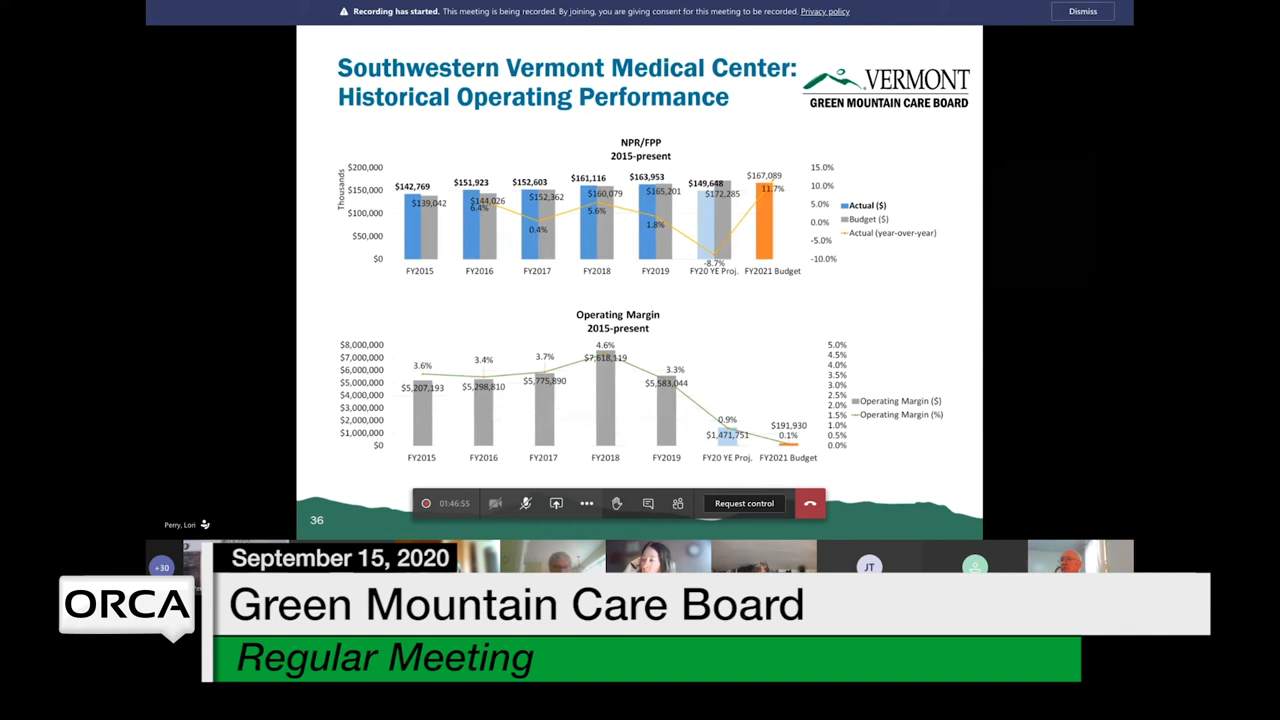 Recording has started. This meeting is being recorded. By joining, you are giving consent for this meeting to be recorded. Privacy policy
Dismiss
Southwestern Vermont Medical Center:
Historical Operating Performance
VERMONT
GREEN MOUNTAIN CARE BOARD
NPR/FPP
2015-present
Thousands
$200,000
$150,000
$100,000
$50,000
$0
$142,769
$139,042
$151,923
$144,026
6.4%
$152,603
$152,362
0.4%
$161,116
$160,079
5.6%
$163,953
$165,201
1.8%
$149,648
$172,285
-8.7%
$167,089
11.7%
15.0%
10.0%
5.0%
0.0%
-5.0%
-10.0%
Actual ($)
Budget ($)
Actual (year-over-year)
FY2015 FY2016 FY2017 FY2018 FY2019 FY20 YE Proj. FY2021 Budget
Operating Margin
2015-present
$8,000,000
$7,000,000
$6,000,000
$5,000,000
$4,000,000
$3,000,000
$2,000,000
$1,000,000
$0
3.6%
$5,207,193
3.4%
$5,298,810
3.7%
$5,775,890
4.6%
$7,618,119
3.3%
$5,583,044
0.9%
$1,471,751
$191,930
0.1%
5.0%
4.5%
4.0%
3.5%
3.0%
2.5%
2.0%
1.5%
1.0%
0.5%
0.0%
Operating Margin ($)
Operating Margin (%)
FY2015 FY2016 FY2017 FY2018 FY2019 FY20 YE Proj. FY2021 Budget
01:46:55
Request control
36
Perry, Lori
+30
JT
September 15, 2020
ORCA
Green Mountain Care Board
Regular Meeting